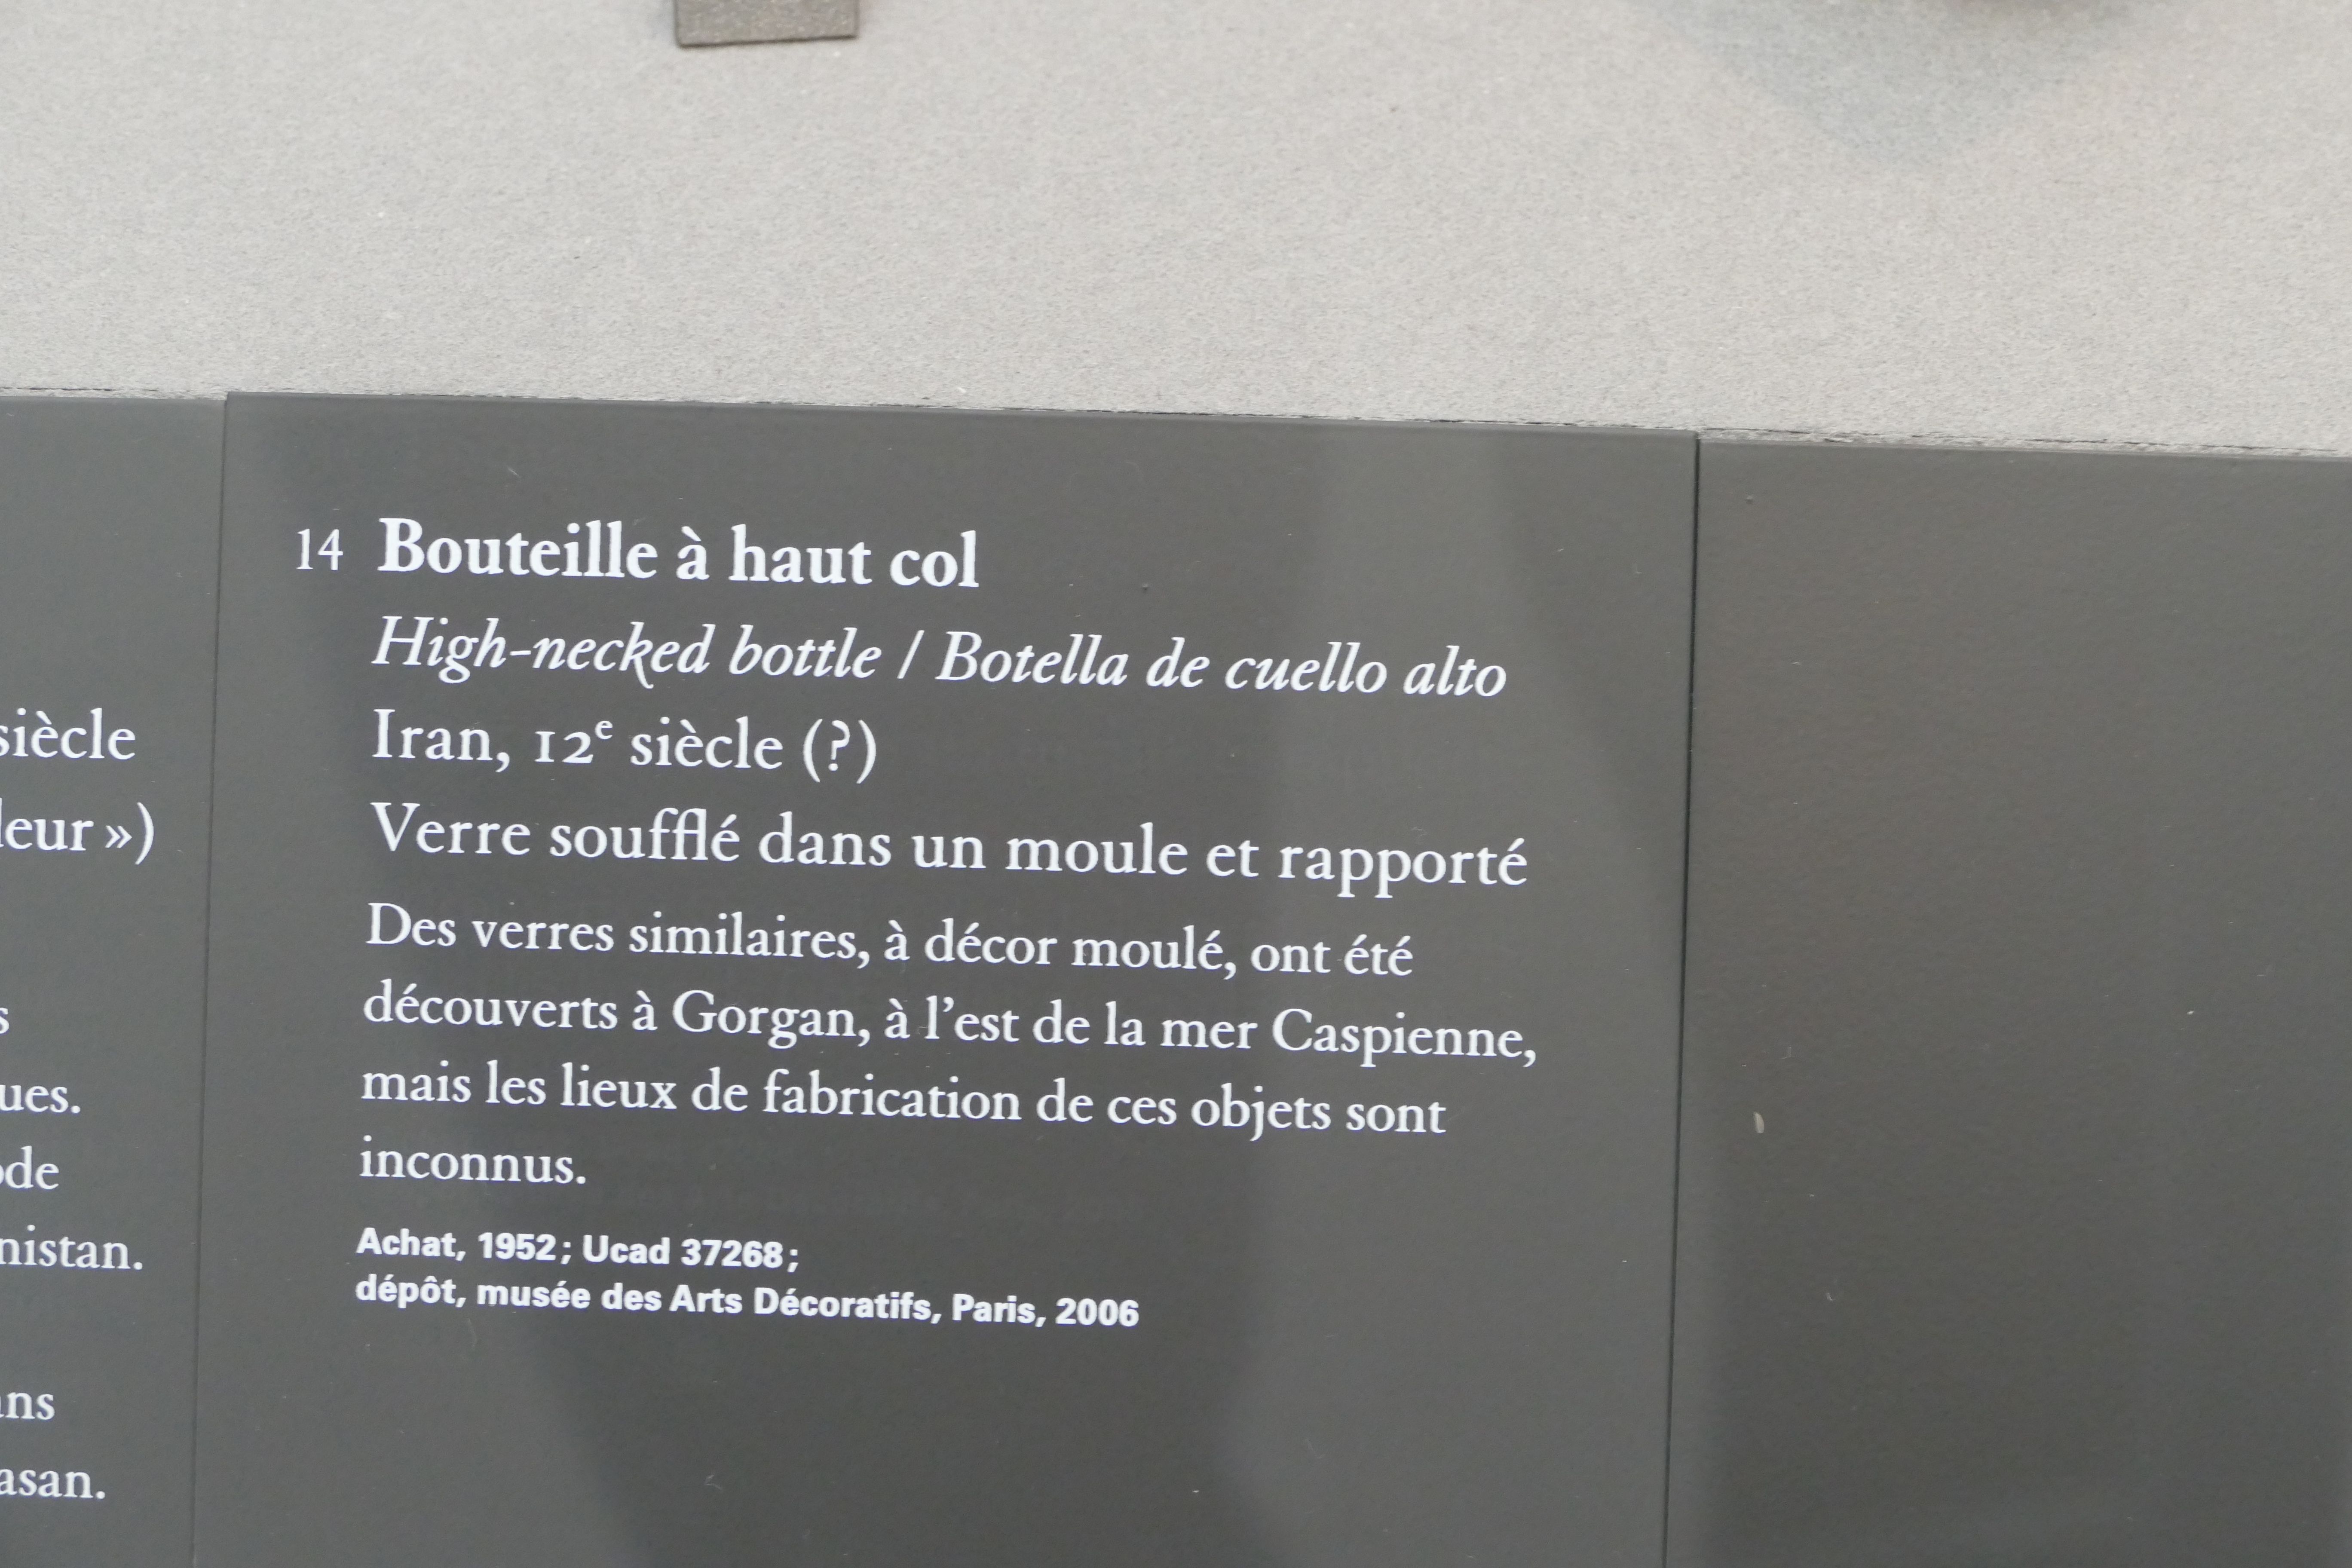 siècle
»)
ues.
14 Bouteille à haut col
High-necked bottle / Botella de cuello alto
Iran, 12e siècle (?)
Verre soufflé dans un moule et rapporté
Des verres similaires, à décor moulé, ont été
découverts à Gorgan, à l’est de la mer Caspienne,
mais les lieux de fabrication de ces objets sont
inconnus.
Achat, 1952 ; Ucad 37268 ;
dépôt, musée des Arts Décoratifs, Paris, 2006